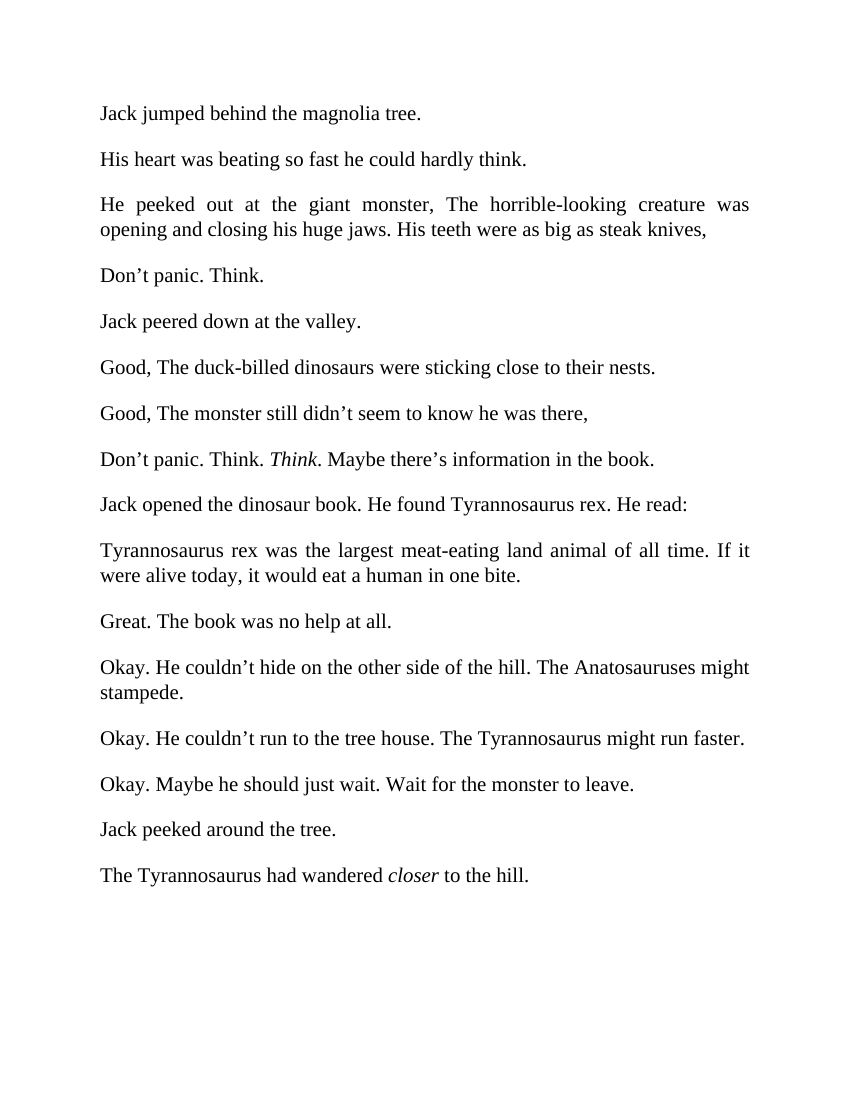 Jack jumped behind the magnolia tree.
His heart was beating so fast he could hardly think.
He peeked out at the giant monster, The horrible-looking creature was
opening and closing his huge jaws. His teeth were as big as steak knives,
Don’t panic. Think.
Jack peered down at the valley.
Good, The duck-billed dinosaurs were sticking close to their nests.
Good, The monster still didn’t seem to know he was there,
Don’t panic. Think. Think. Maybe there’s information in the book.
Jack opened the dinosaur book. He found Tyrannosaurus rex. He read:
Tyrannosaurus rex was the largest meat-eating land animal of all time. If it
were alive today, it would eat a human in one bite.
Great. The book was no help at all.
Okay. He couldn’t hide on the other side of the hill. The Anatosauruses might
stampede.
Okay. He couldn’t run to the tree house. The Tyrannosaurus might run faster.
Okay. Maybe he should just wait. Wait for the monster to leave.
Jack peeked around the tree.
The Tyrannosaurus had wandered closer to the hill.